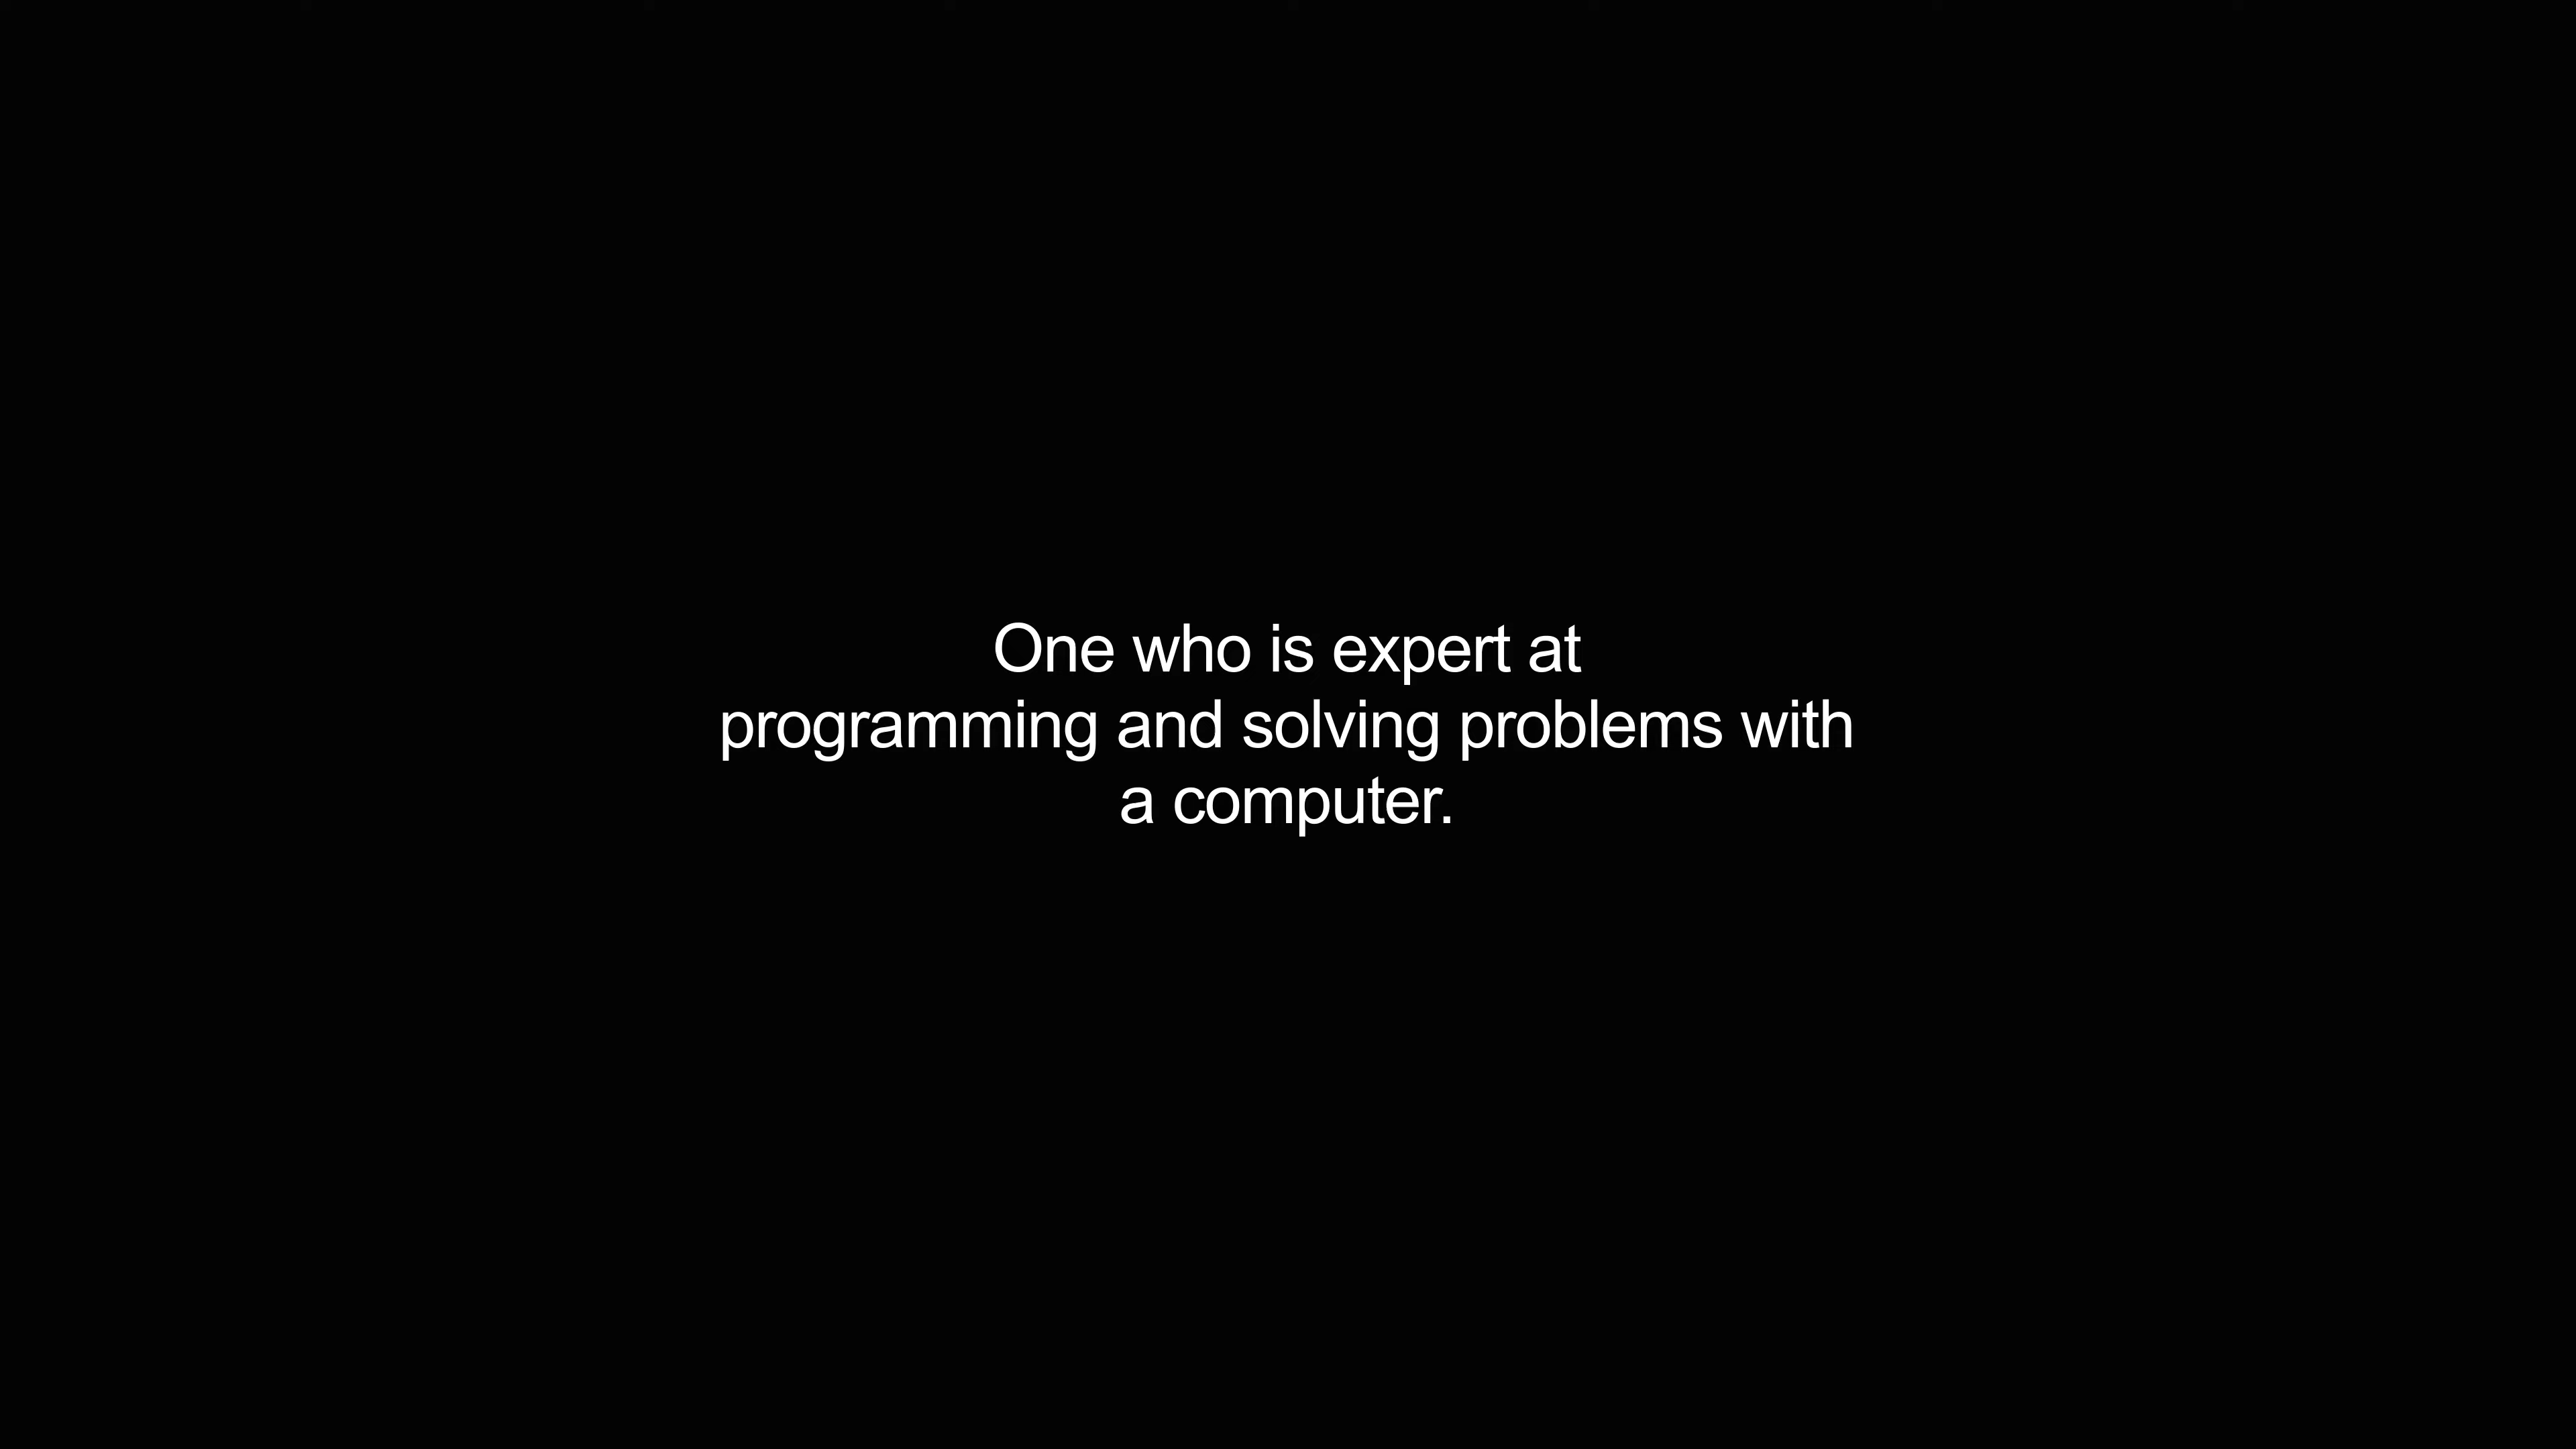 One who is expert at
programming and solving problems with
a computer.